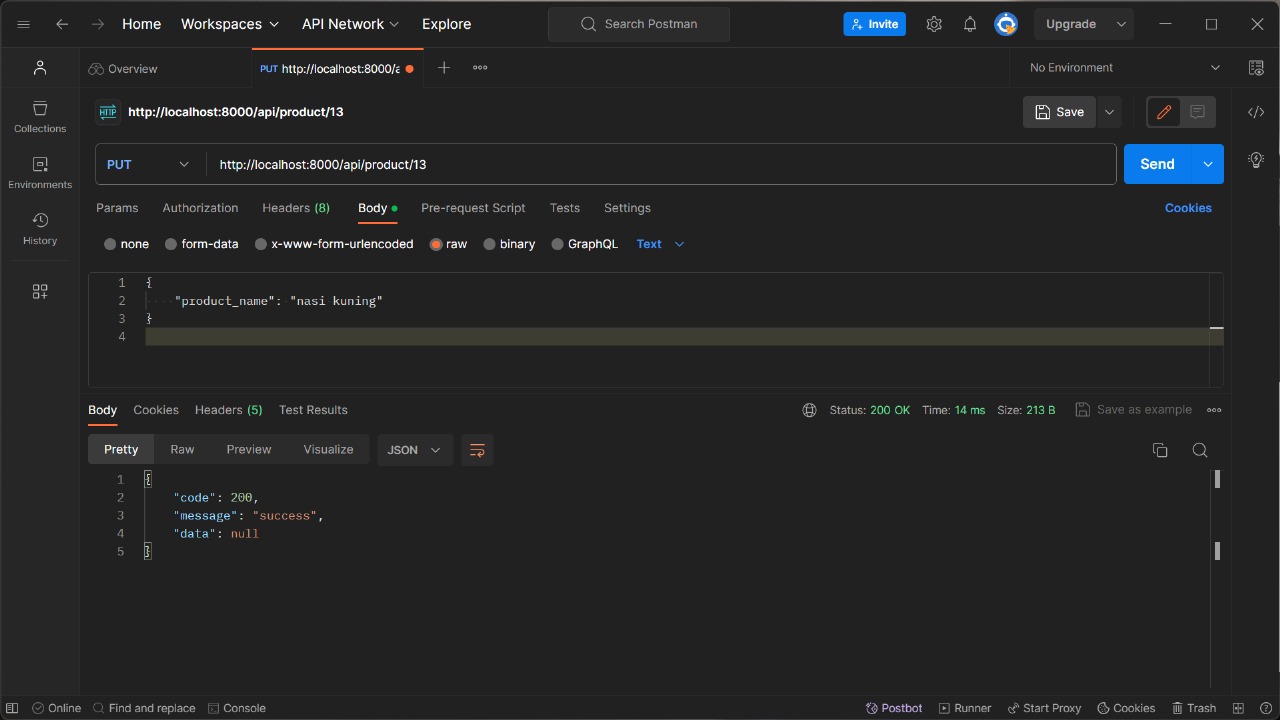 Home Workspaces API Network Explore Search Postman Invite Upgrade
Overview PUT http://localhost:8000/a No Environment
http://localhost:8000/api/product/13 Save
Collections
Environments
History
PUT http://localhost:8000/api/product/13 Send
Params Authorization Headers (8) Body Pre-request Script Tests Settings Cookies
none form-data x-www-form-urlencoded raw binary GraphQL Text
1 {
2 "product_name": "nasi kuning"
3 }
4
Body Cookies Headers (5) Test Results Status: 200 OK Time: 14 ms Size: 213 B Save as example
Pretty Raw Preview Visualize JSON
1 {
2 "code": 200,
3 "message": "success",
4 "data": null
5 }
Online Find and replace Console Postbot Runner Start Proxy Cookies Trash